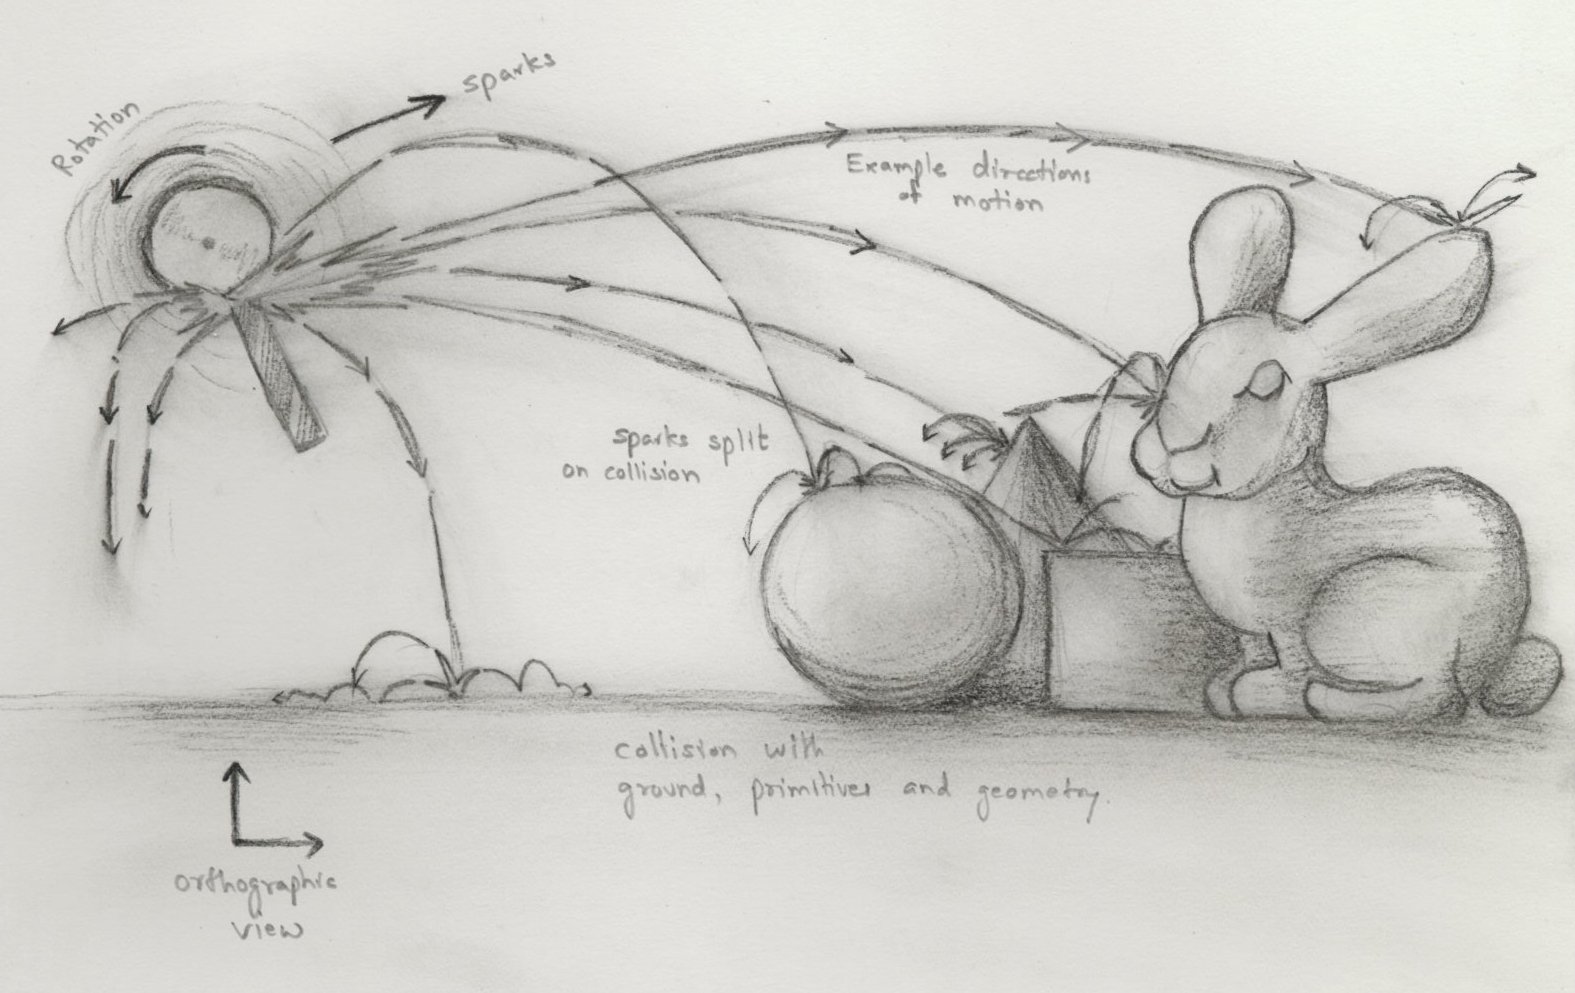 Rotation
sparks
Example directions
of motion
sparks split
on collision
collision with
ground, primitives and geometry.
orthographic
view